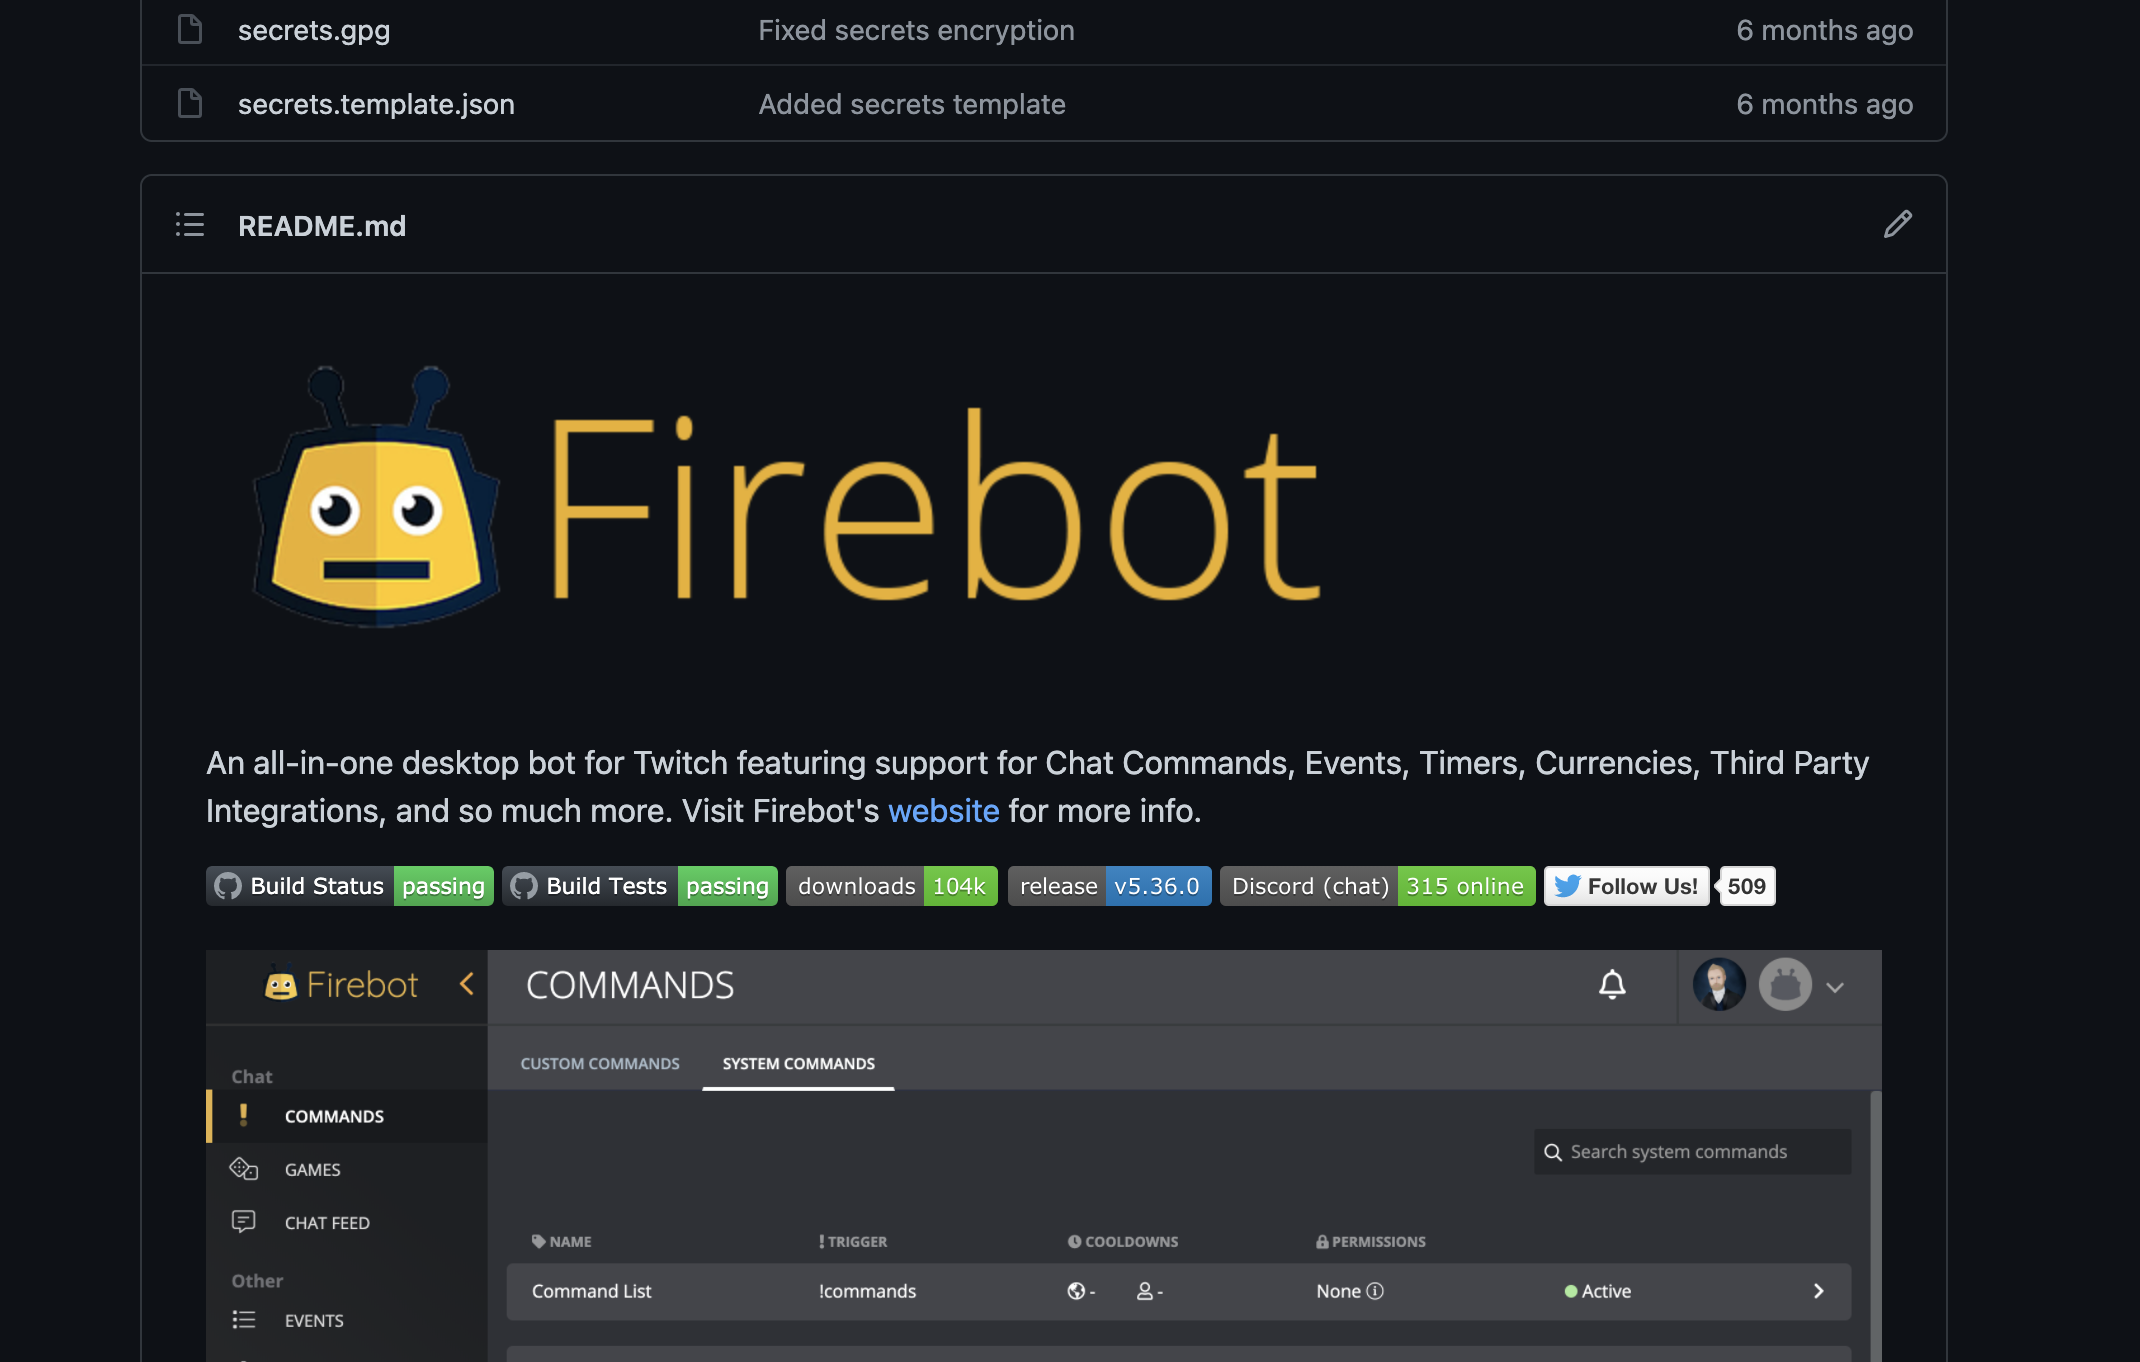 secrets.gpg Fixed secrets encryption 6 months ago
secrets.template.json Added secrets template 6 months ago
README.md
Firebot
An all-in-one desktop bot for Twitch featuring support for Chat Commands, Events, Timers, Currencies, Third Party
Integrations, and so much more. Visit Firebot's website for more info.
Build Status passing Build Tests passing downloads 104k release v5.36.0 Discord (chat) 315 online Follow Us! 509
Firebot COMMANDS
CUSTOM COMMANDS SYSTEM COMMANDS
Chat
COMMANDS
Search system commands
GAMES
CHAT FEED
NAME TRIGGER COOLDOWNS PERMISSIONS
Other
Command List !commands - - None Active
EVENTS